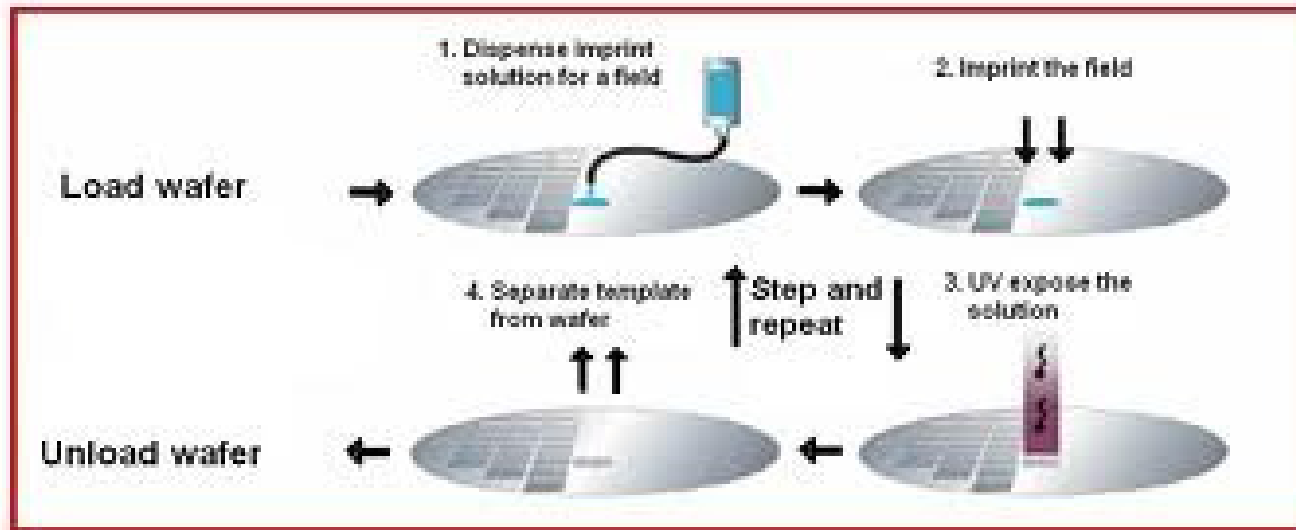 1. Dispense imprint
solution for a field
2. Imprint the field
Load wafer
4. Separate template
from wafer
Step and
repeat
3. UV expose the
solution
Unload wafer